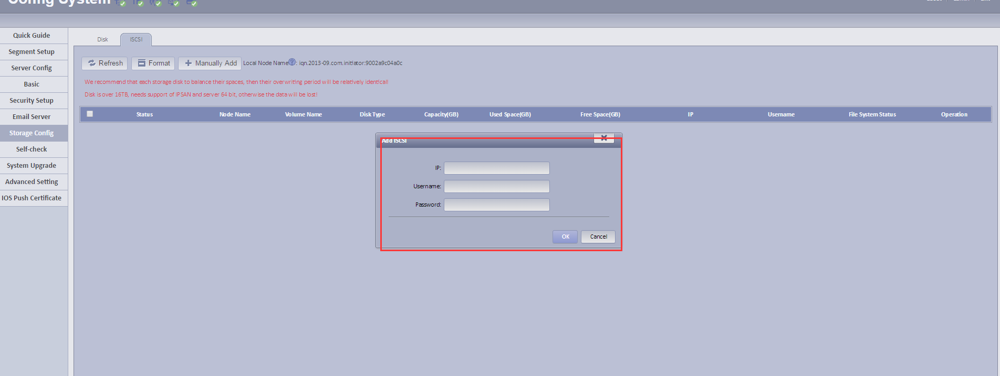 Config System
about admin exit
Quick Guide
Segment Setup
Server Config
Basic
Security Setup
Email Server
Storage Config
Self-check
System Upgrade
Advanced Setting
IOS Push Certificate
Disk ISCSI
Refresh Format Manually Add Local Node Name : iqn.2013-09.com.initiator:9002a9c04a0c
We recommend that each storage disk to balance their spaces, then their overwriting period will be relatively identical!
Disk is over 16TB, needs support of IPSAN and server 64 bit, otherwise the data will be lost!
Status Node Name Volume Name Disk Type Capacity(GB) Used Space(GB) Free Space(GB) IP Username File System Status Operation
Add ISCSI
IP:
Username:
Password:
OK Cancel